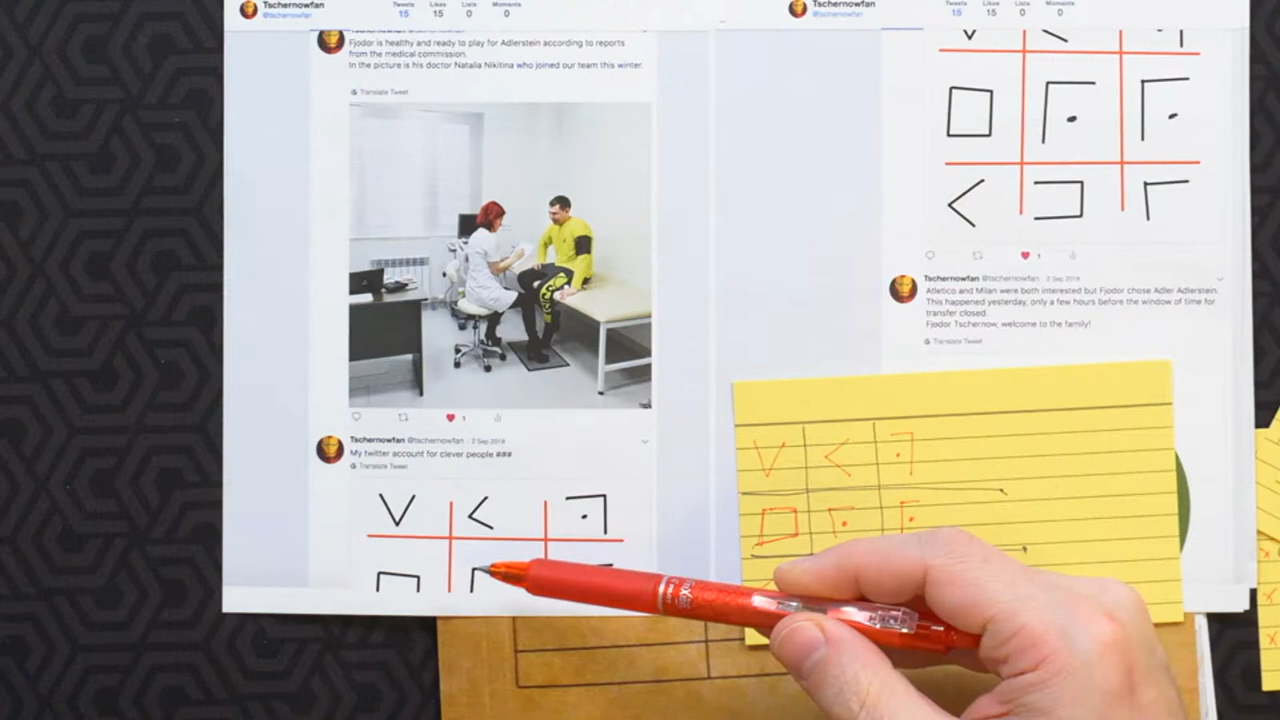 Tschernowfan
@tschernowfan
Tweets
15
Likes
15
Lists
0
Moments
0
Fjodor is healthy and ready to play for Adlerstein according to reports
from the medical commission.
In the picture is his doctor Natalia Nikitina who joined our team this winter.
Translate Tweet
1
Tschernowfan @tschernowfan · 2 Sep 2018
My twitter account for clever people ###
Translate Tweet
Tschernowfan
@tschernowfan
Tweets
15
Likes
15
Lists
0
Moments
0
1
Tschernowfan @tschernowfan · 2 Sep 2018
Atletico and Milan were both interested but Fjodor chose Adler Adlerstein.
This happened yesterday, only a few hours before the window of time for
transfer closed.
Fjodor Tschernow, welcome to the family!
Translate Tweet